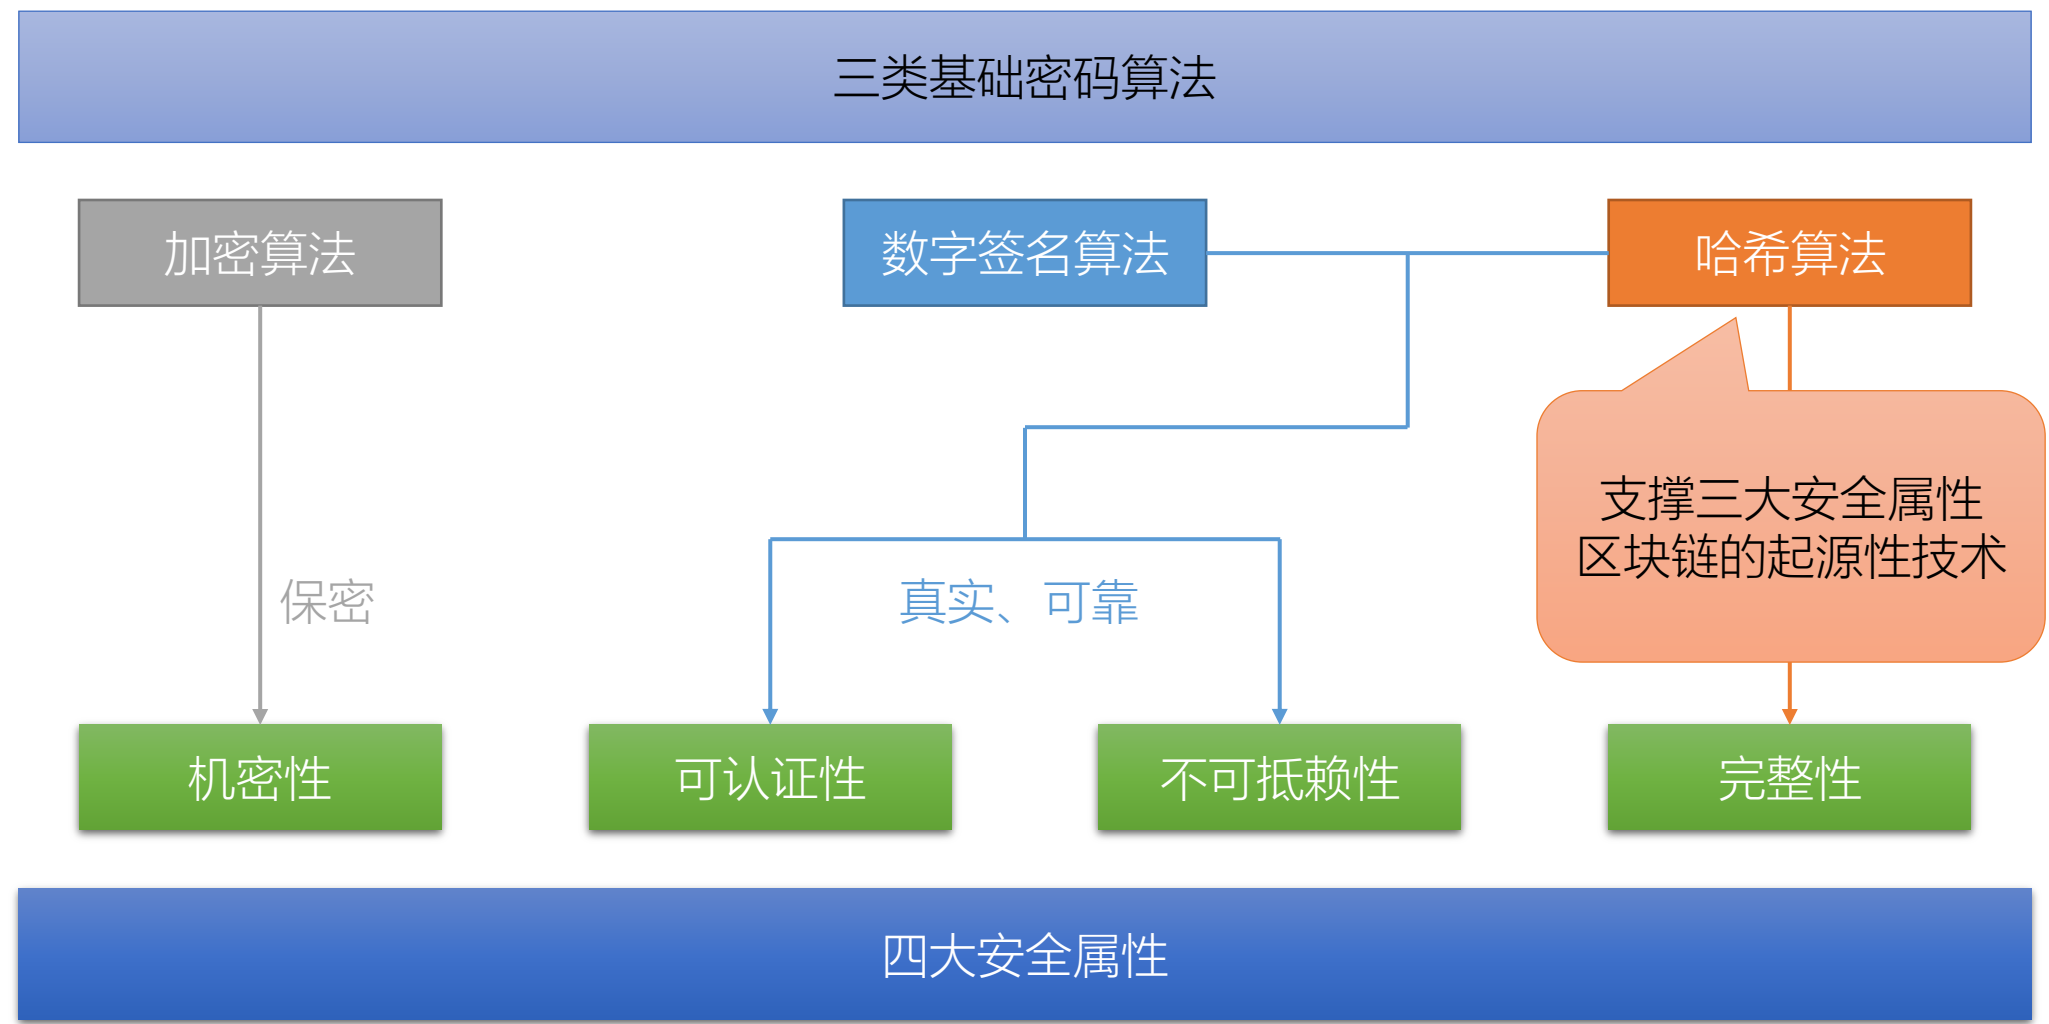 三类基础密码算法
加密算法
数字签名算法
哈希算法
支撑三大安全属性
区块链的起源性技术
保密
真实、可靠
机密性
可认证性
不可抵赖性
完整性
四大安全属性